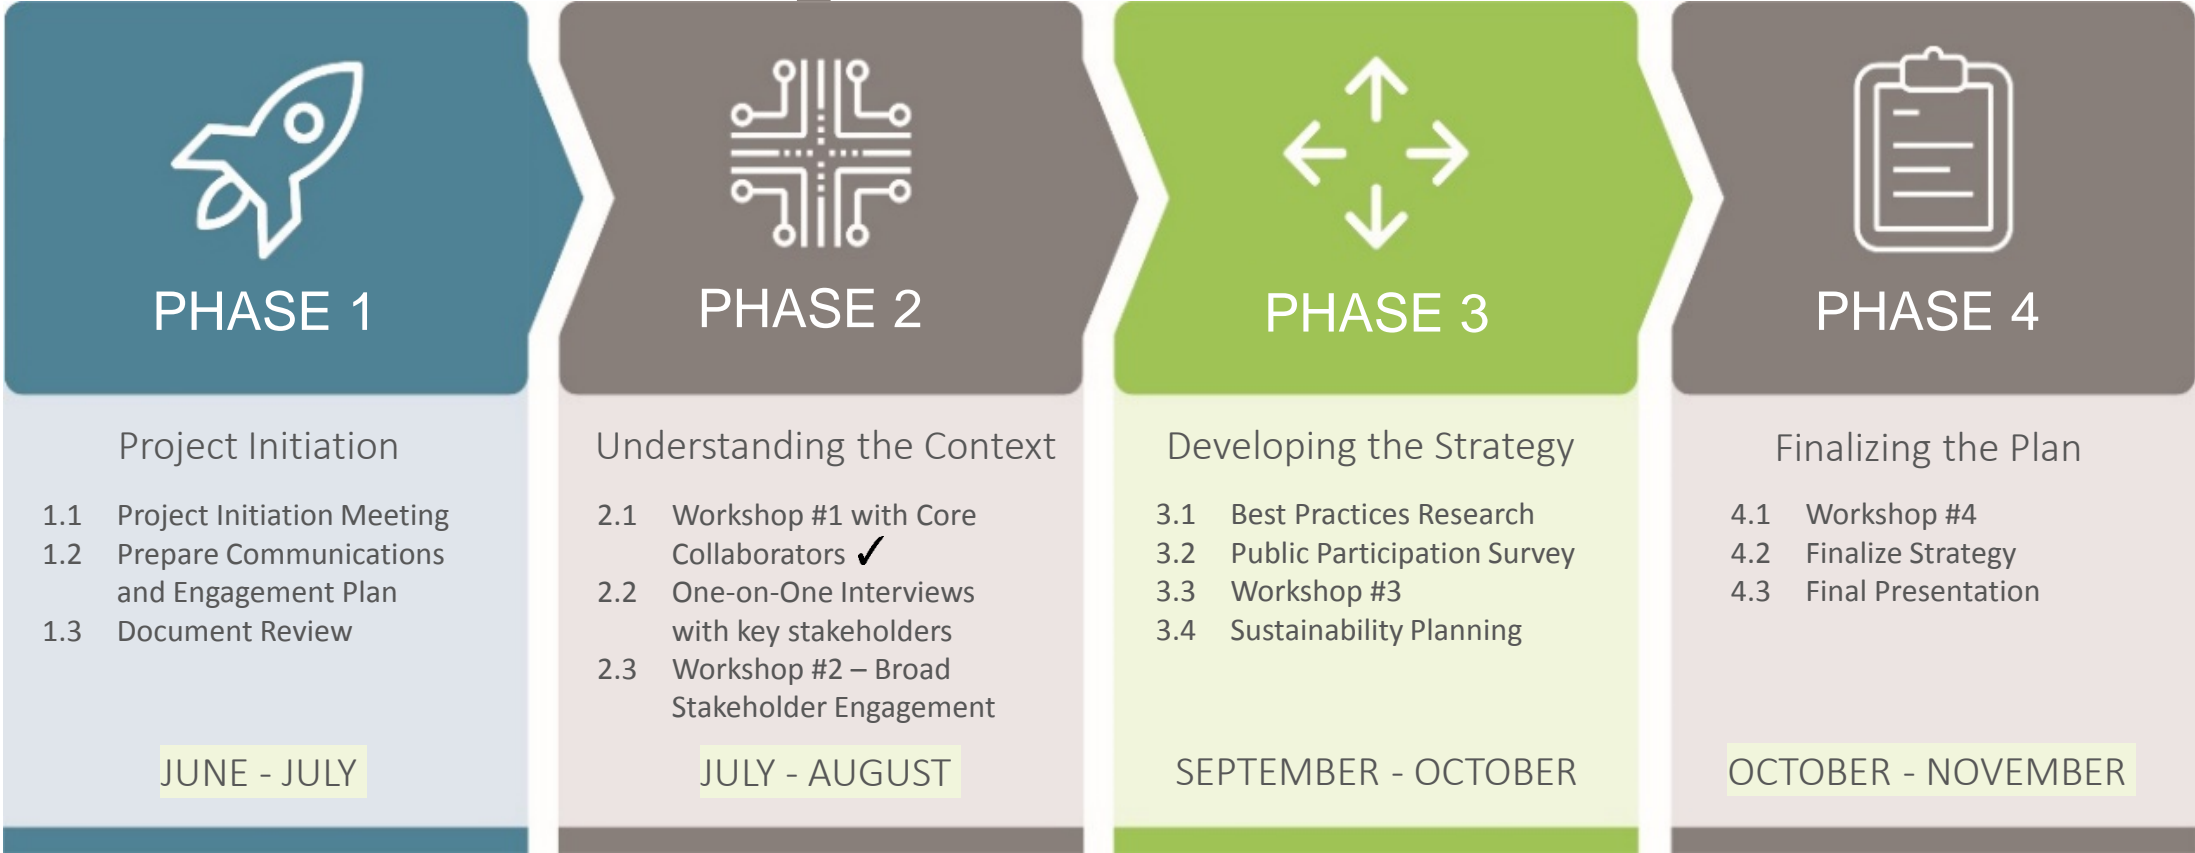 PHASE 1
Project Initiation
1.1 Project Initiation Meeting
1.2 Prepare Communications
and Engagement Plan
1.3 Document Review
JUNE - JULY
PHASE 2
Understanding the Context
2.1 Workshop #1 with Core
Collaborators ✓
2.2 One-on-One Interviews
with key stakeholders
2.3 Workshop #2 – Broad
Stakeholder Engagement
JULY - AUGUST
PHASE 3
Developing the Strategy
3.1 Best Practices Research
3.2 Public Participation Survey
3.3 Workshop #3
3.4 Sustainability Planning
SEPTEMBER - OCTOBER
PHASE 4
Finalizing the Plan
4.1 Workshop #4
4.2 Finalize Strategy
4.3 Final Presentation
OCTOBER - NOVEMBER